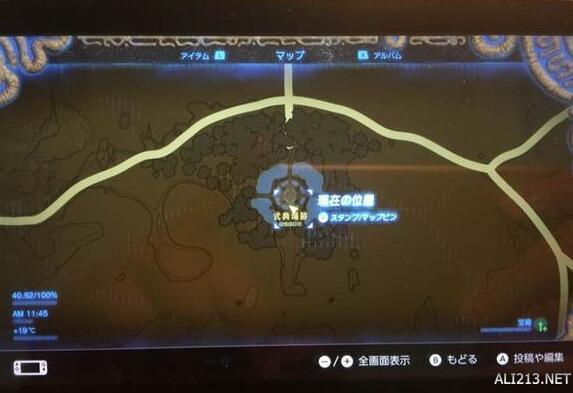 アイテム L
マップ
R アルバム
現在の位置
スタンプ/マップピン
式典場跡
40.52/100%
AM 11:45
+19℃
宝箱
−/+ 全画面表示
B もどる
A 投稿や編集
ALI213.NET